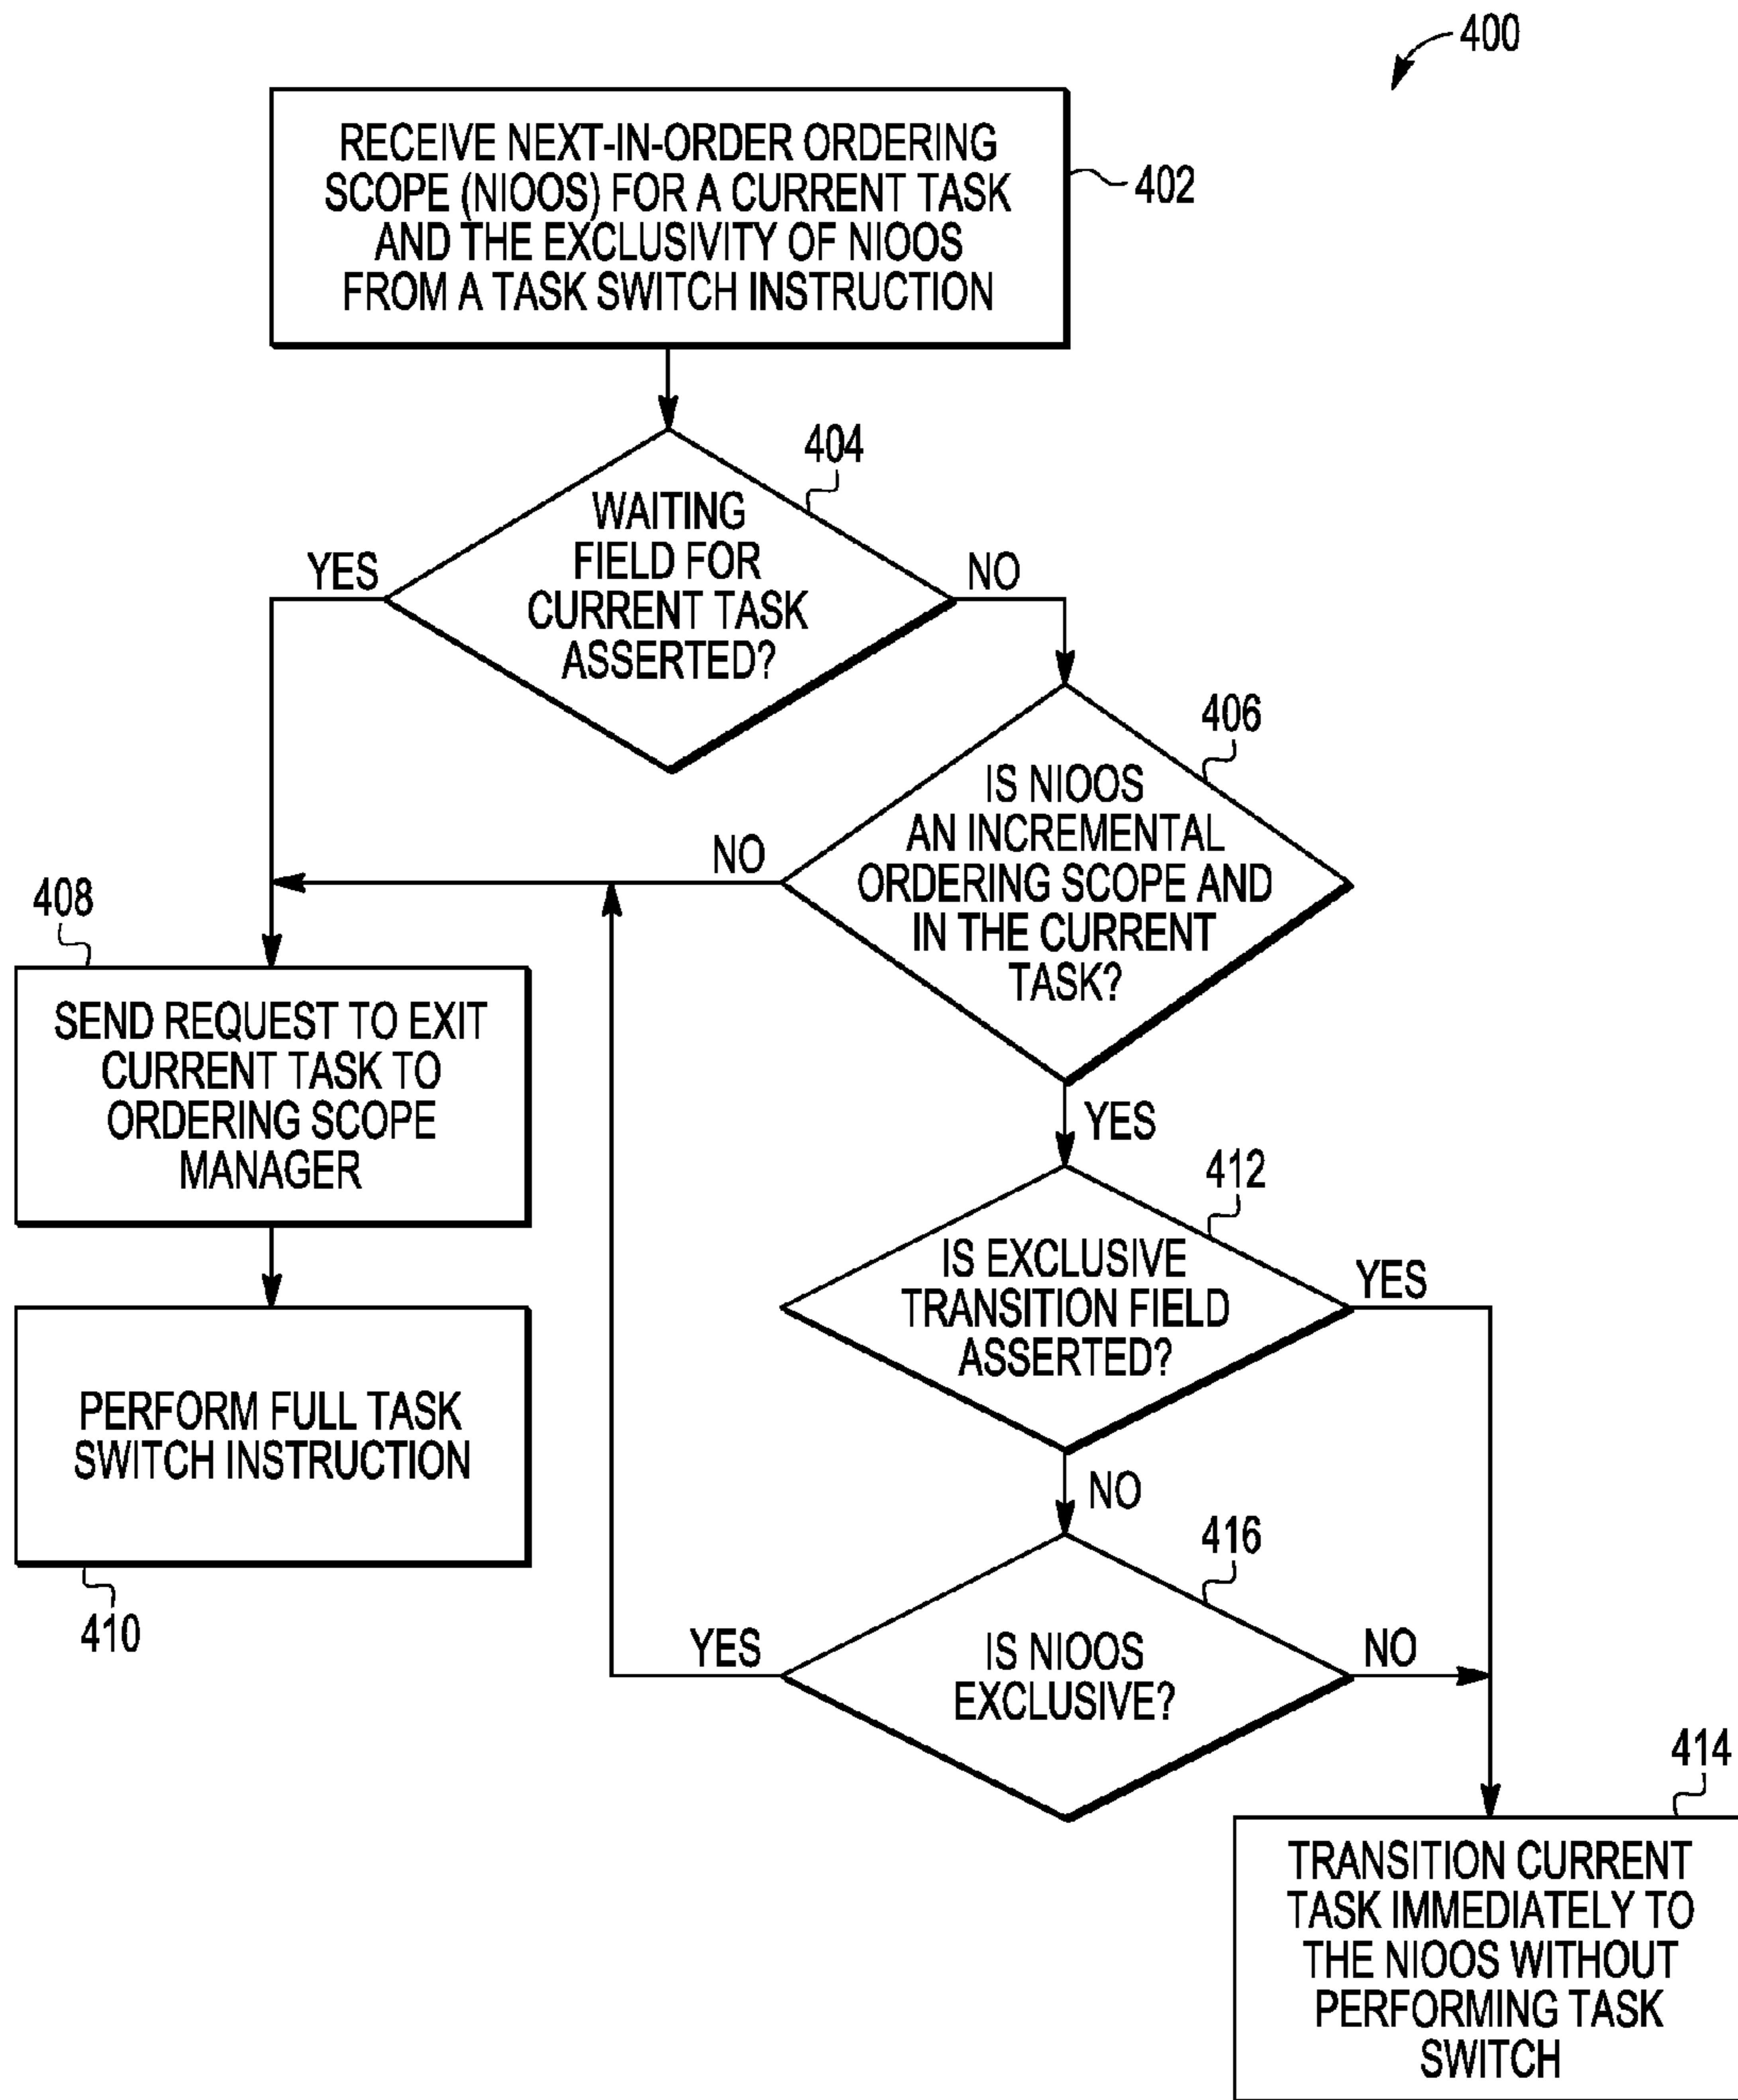 400
RECEIVE NEXT-IN-ORDER ORDERING
SCOPE (NIOOS) FOR A CURRENT TASK
AND THE EXCLUSIVITY OF NIOOS
FROM A TASK SWITCH INSTRUCTION
402
404
WAITING
FIELD FOR
CURRENT TASK
ASSERTED?
YES
NO
406
IS NIOOS
AN INCREMENTAL
ORDERING SCOPE AND
IN THE CURRENT
TASK?
NO
YES
408
SEND REQUEST TO EXIT
CURRENT TASK TO
ORDERING SCOPE
MANAGER
PERFORM FULL TASK
SWITCH INSTRUCTION
410
412
IS EXCLUSIVE
TRANSITION FIELD
ASSERTED?
YES
NO
416
IS NIOOS
EXCLUSIVE?
YES
NO
414
TRANSITION CURRENT
TASK IMMEDIATELY TO
THE NIOOS WITHOUT
PERFORMING TASK
SWITCH